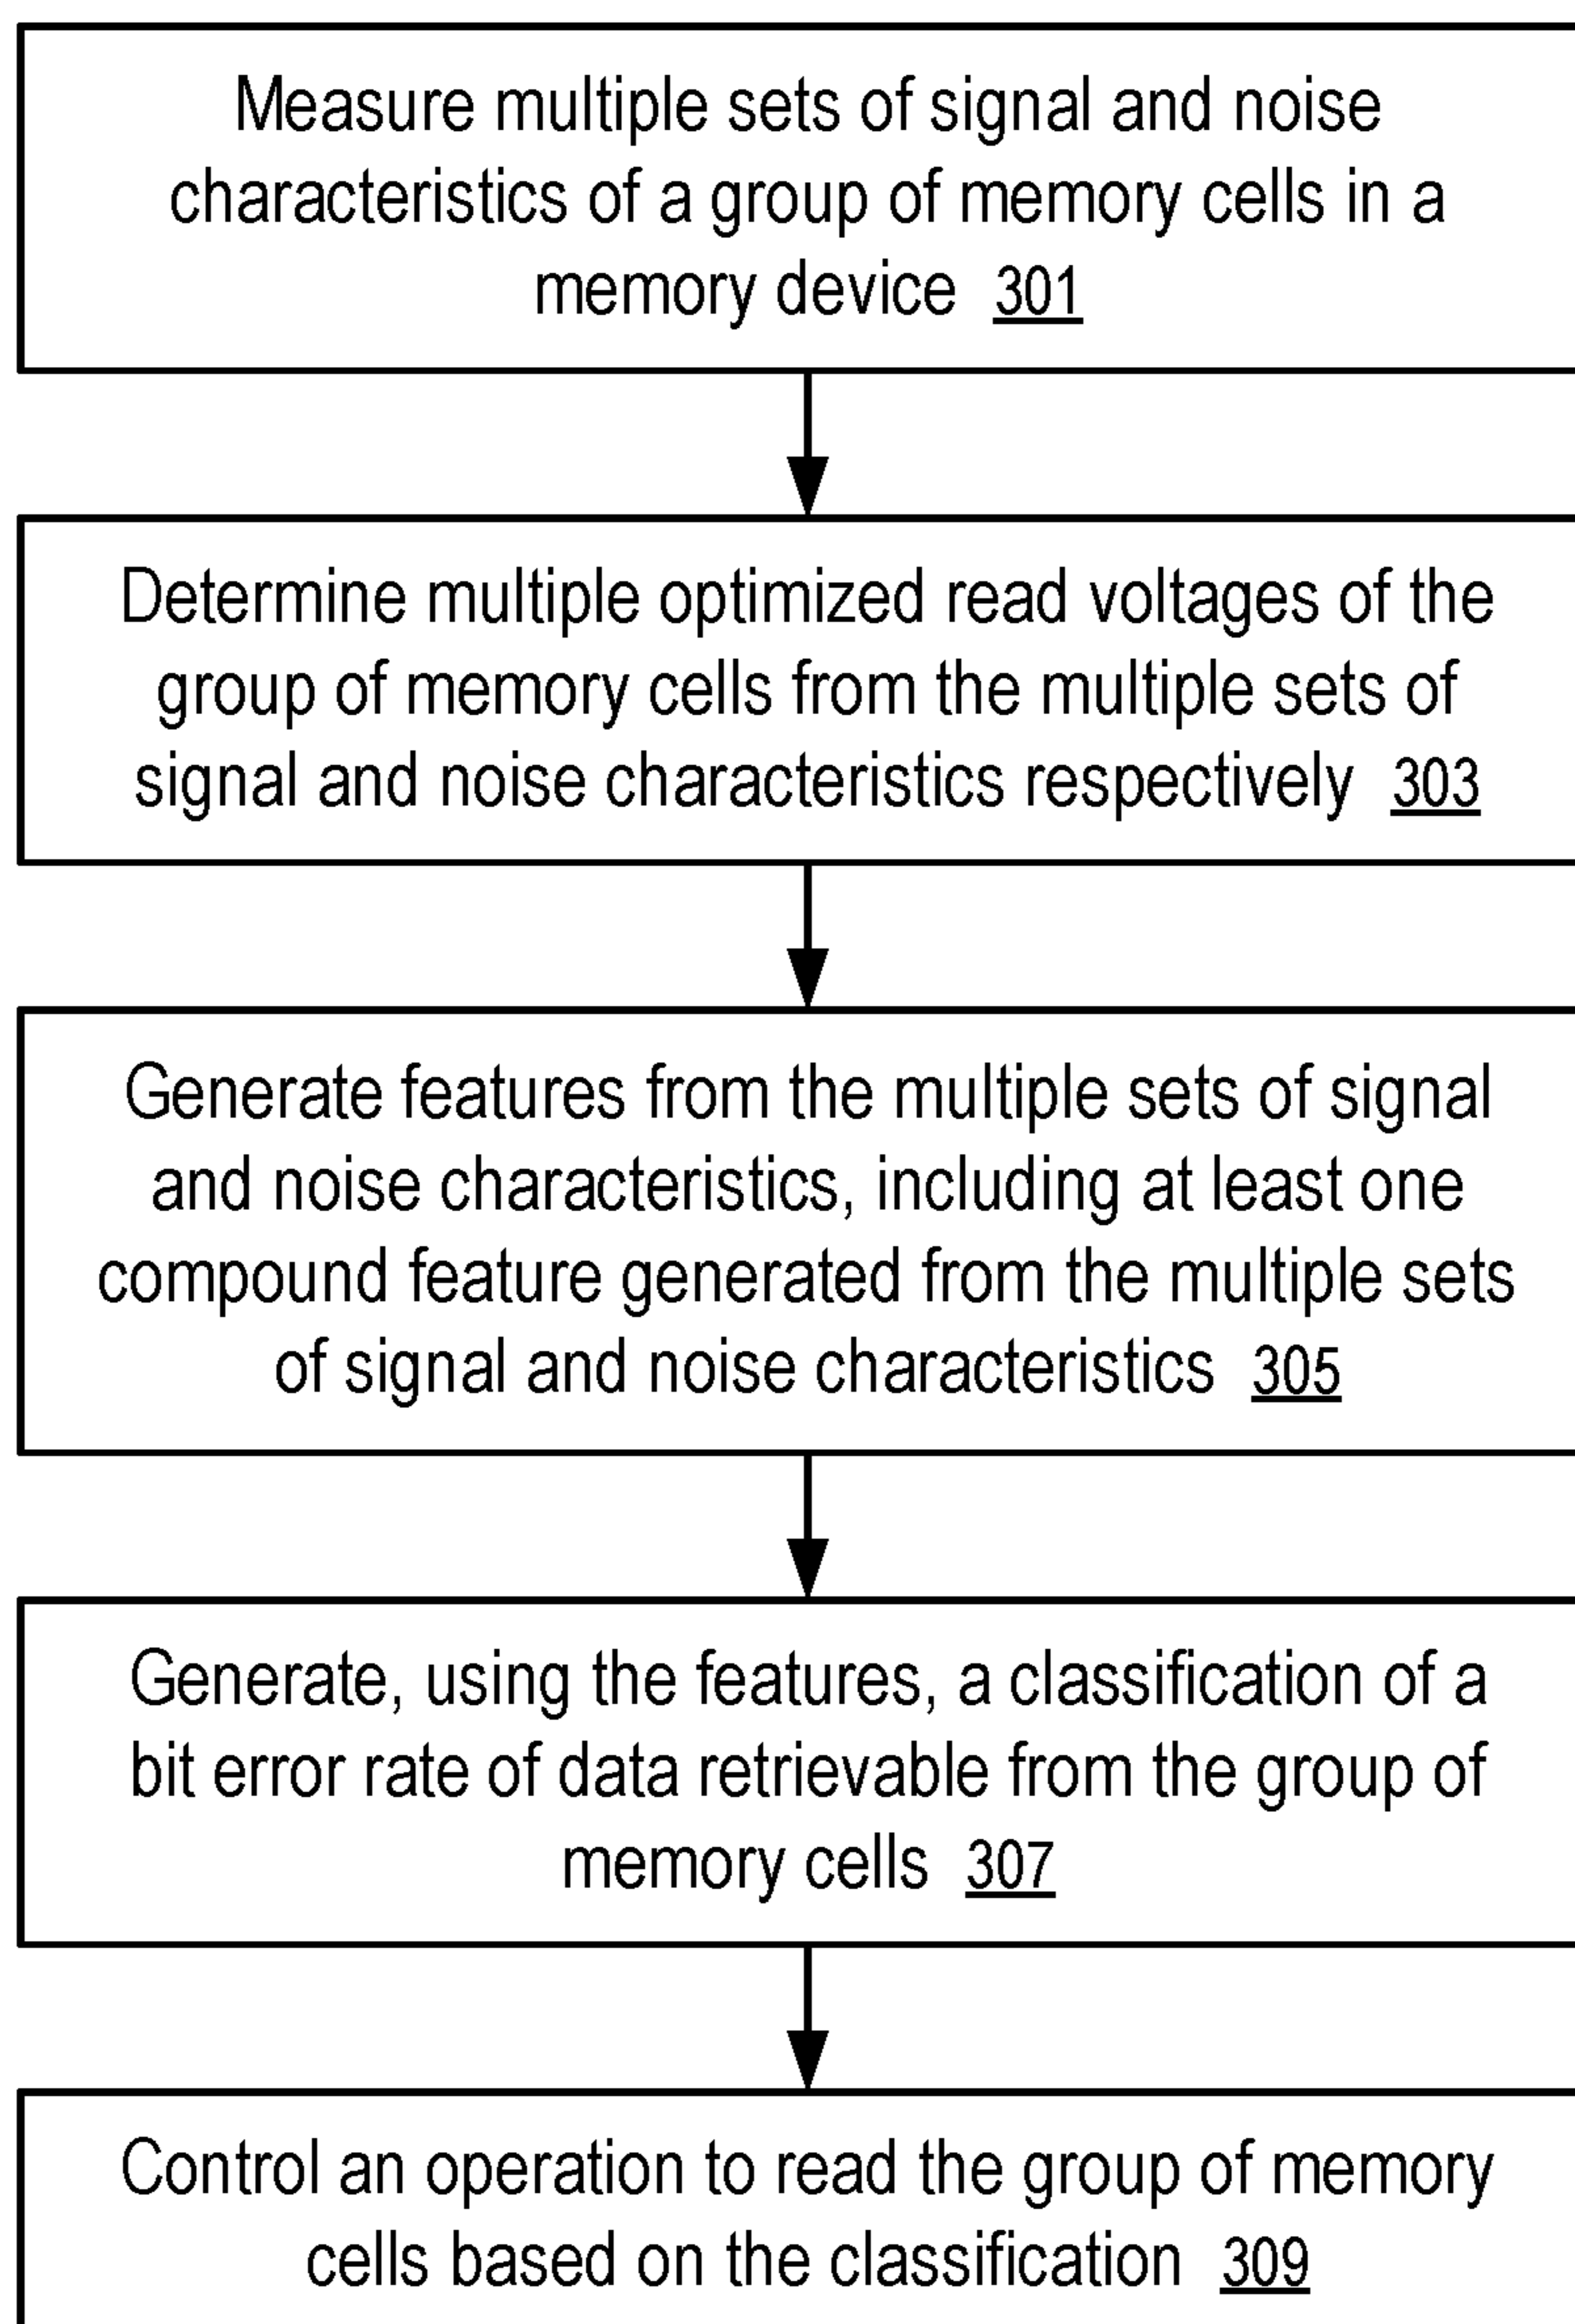 Measure multiple sets of signal and noise
characteristics of a group of memory cells in a
memory device 301
Determine multiple optimized read voltages of the
group of memory cells from the multiple sets of
signal and noise characteristics respectively 303
Generate features from the multiple sets of signal
and noise characteristics, including at least one
compound feature generated from the multiple sets
of signal and noise characteristics 305
Generate, using the features, a classification of a
bit error rate of data retrievable from the group of
memory cells 307
Control an operation to read the group of memory
cells based on the classification 309